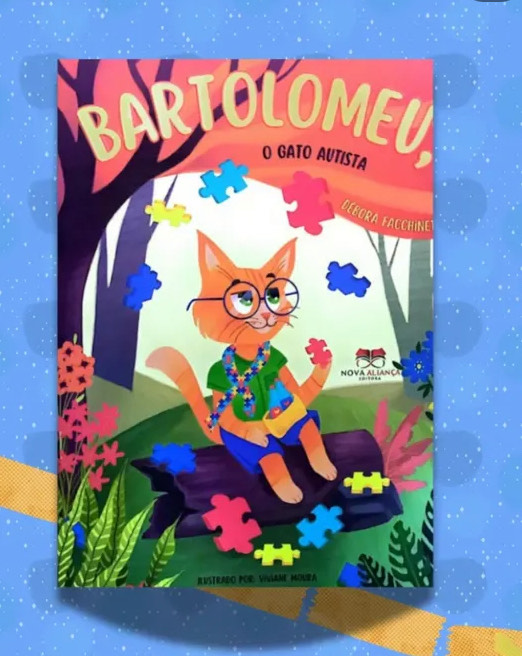 BARTOLOMEU,
O GATO AUTISTA
DÉBORA FACCHINET
NOVA ALIANÇA
EDITORA
ILUSTRADO POR: VIVIANE MOURA